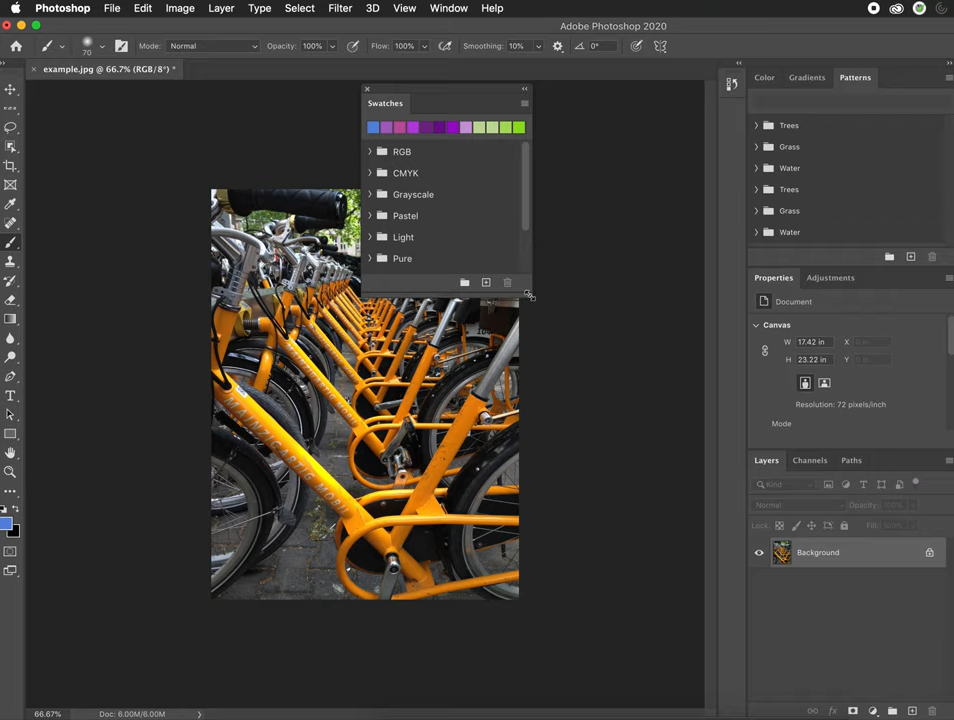 Photoshop File Edit Image Layer Type Select Filter 3D View Window Help
Adobe Photoshop 2020
70 Mode: Normal Opacity: 100% Flow: 100% Smoothing: 10% 0°
example.jpg @ 66.7% (RGB/8*) *
Swatches
RGB
CMYK
Grayscale
Pastel
Light
Pure
Color Gradients Patterns
Trees
Grass
Water
Trees
Grass
Water
Properties Adjustments
Document
Canvas
W 17.42 in X 0 in
H 23.22 in Y 0 in
Resolution: 72 pixels/inch
Mode
Layers Channels Paths
Kind
Normal Opacity: 100%
Lock: Fill: 100%
Background
fx
66.67% Doc: 6.00M/6.00M